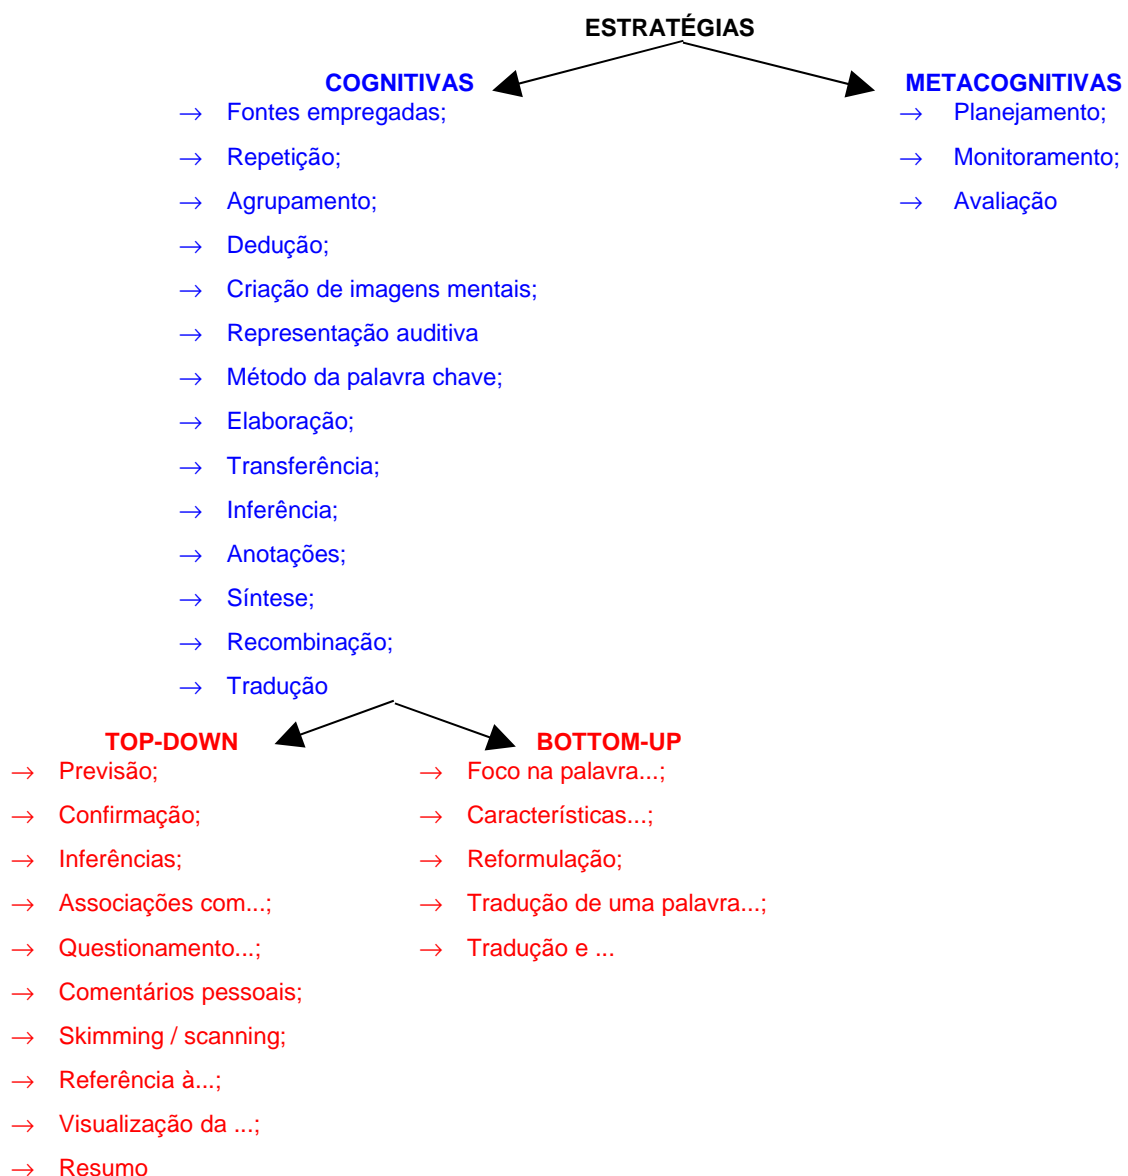 ESTRATÉGIAS
COGNITIVAS
→ Fontes empregadas;
→ Repetição;
→ Agrupamento;
→ Dedução;
→ Criação de imagens mentais;
→ Representação auditiva
→ Método da palavra chave;
→ Elaboração;
→ Transferência;
→ Inferência;
→ Anotações;
→ Síntese;
→ Recombinação;
→ Tradução
METACOGNITIVAS
→ Planejamento;
→ Monitoramento;
→ Avaliação
TOP-DOWN
→ Previsão;
→ Confirmação;
→ Inferências;
→ Associações com...;
→ Questionamento...;
→ Comentários pessoais;
→ Skimming / scanning;
→ Referência à...;
→ Visualização da ...;
→ Resumo
BOTTOM-UP
→ Foco na palavra...;
→ Características...;
→ Reformulação;
→ Tradução de uma palavra...;
→ Tradução e ...